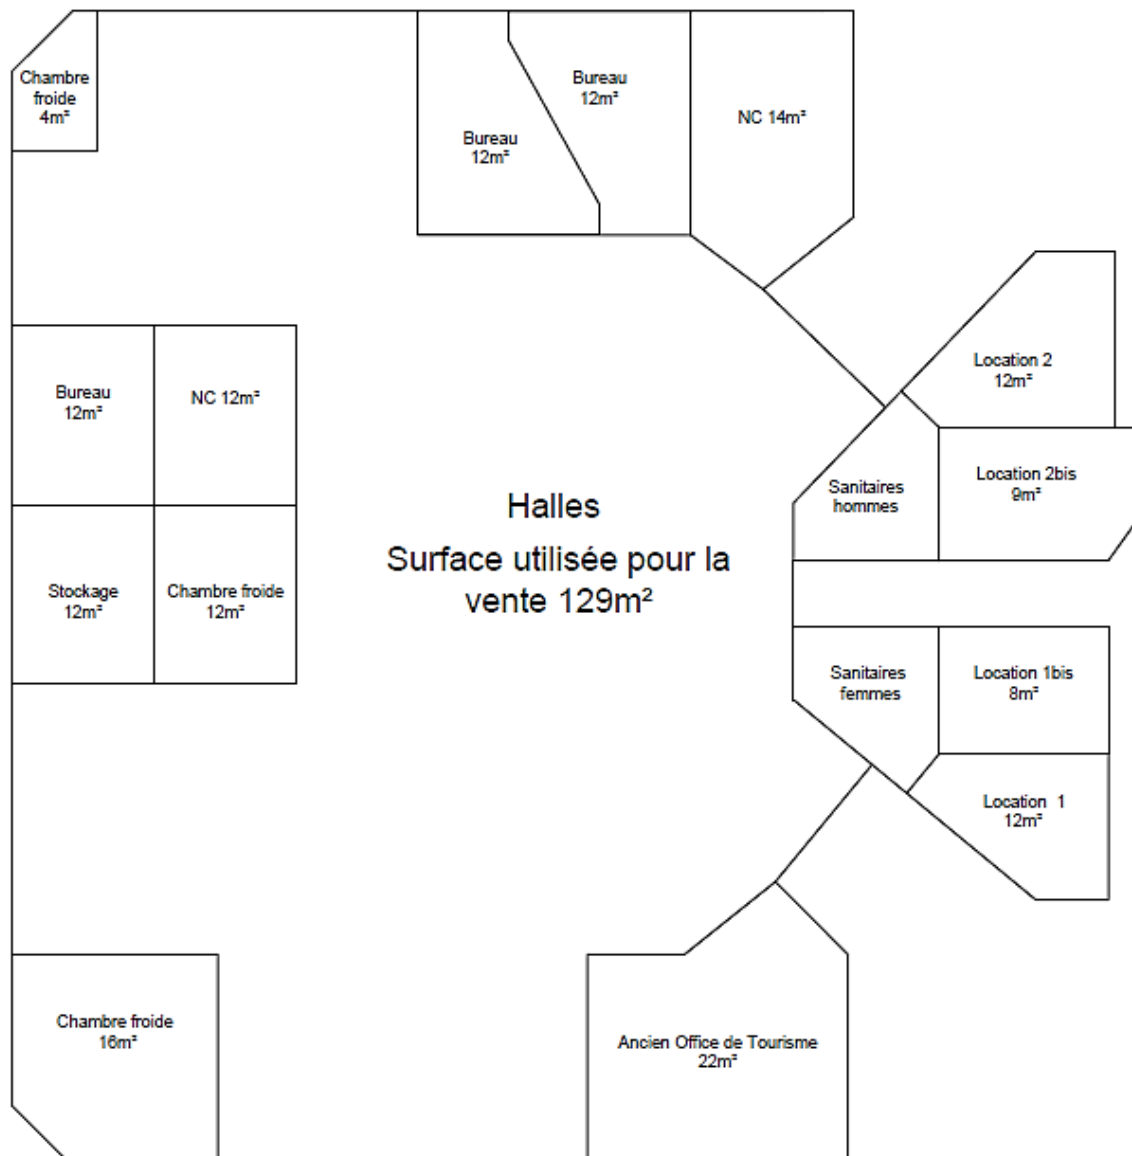 Chambre
froide
4m²
Bureau
12m²
Bureau
12m²
NC 14m²
Location 2
12m²
Bureau
12m²
NC 12m²
Location 2bis
9m²
Sanitaires
hommes
Halles
Surface utilisée pour la
vente 129m²
Stockage
12m²
Chambre froide
12m²
Sanitaires
femmes
Location 1bis
8m²
Location 1
12m²
Chambre froide
16m²
Ancien Office de Tourisme
22m²